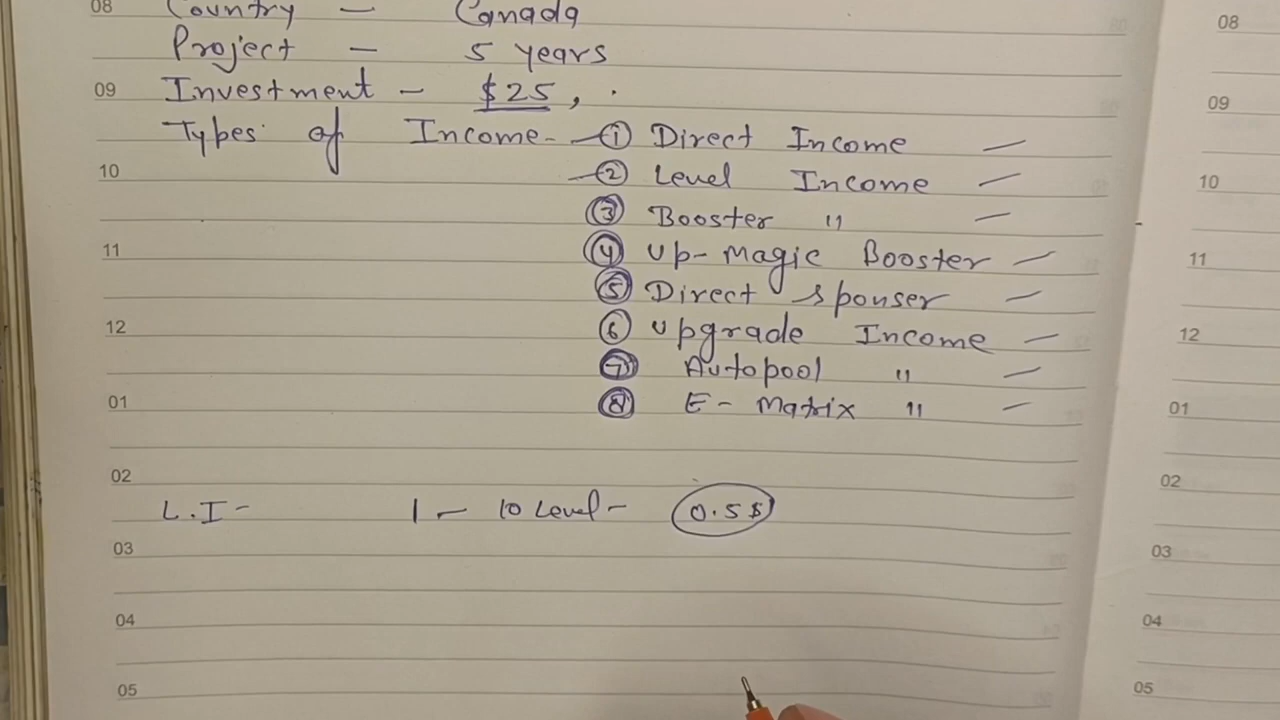 08 Country - Canada 08
Project - 5 years
09 Investment - $25, . 09
Types of Income - ① Direct Income -
10 ② Level Income - 10
③ Booster " -
11 ④ Up-magic Booster - 11
⑤ Direct sponser -
12 ⑥ Upgrade Income - 12
⑦ Autopool " -
01 ⑧ E-Matrix " - 01
02 02
L.I - 1 - 10 Level - 0.5$
03 03
04 04
05 05